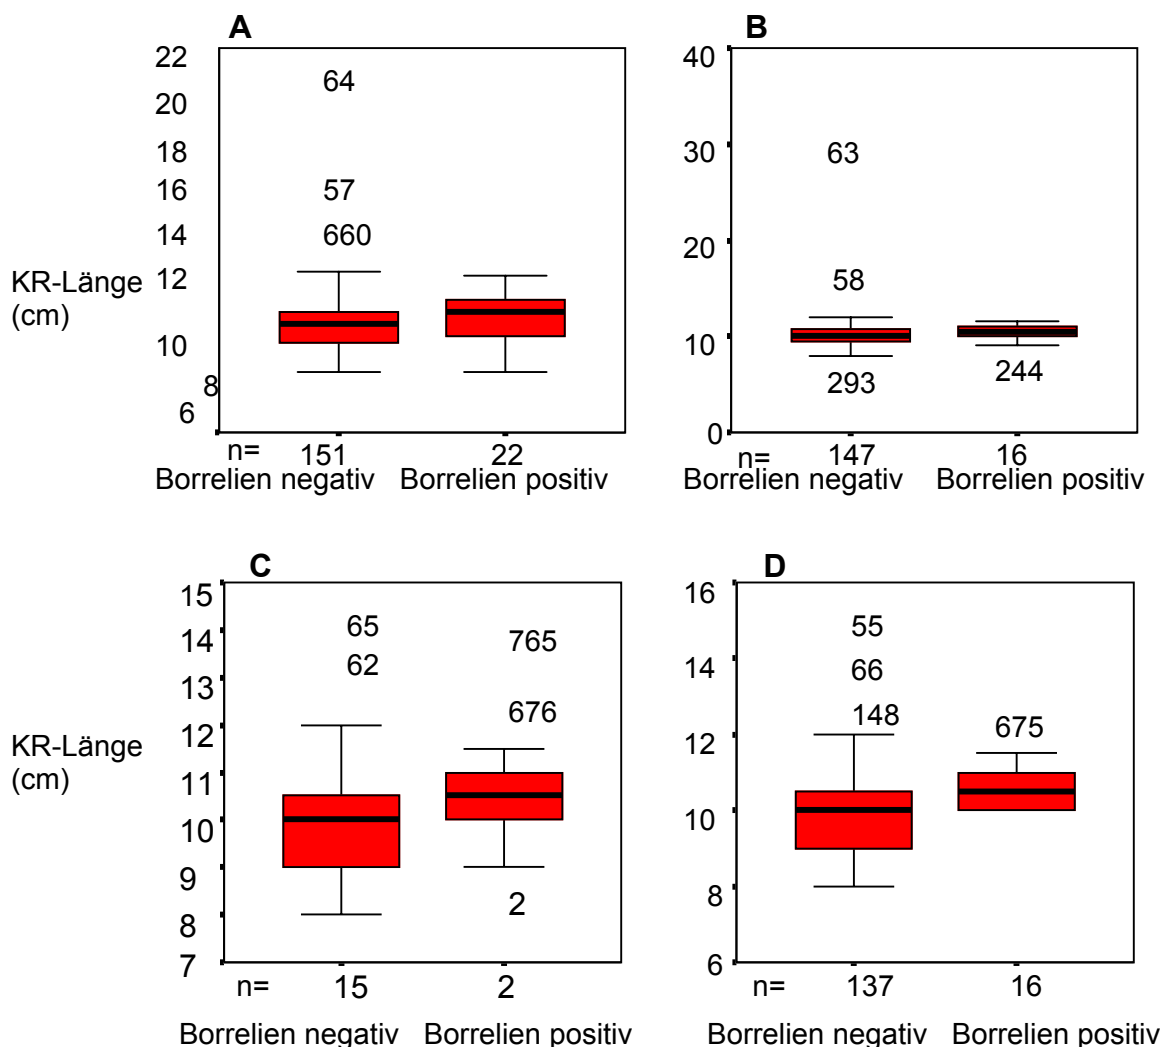 A
22
20
18
16
14
12
10
8
6
KR-Länge
(cm)
64
57
660
n= 151 22
Borrelien negativ Borrelien positiv
B
40
30
20
10
0
63
58
293
244
n= 147 16
Borrelien negativ Borrelien positiv
C
15
14
13
12
11
10
9
8
7
KR-Länge
(cm)
65
62
765
676
2
n= 15 2
Borrelien negativ Borrelien positiv
D
16
14
12
10
8
6
55
66
148
675
n= 137 16
Borrelien negativ Borrelien positiv